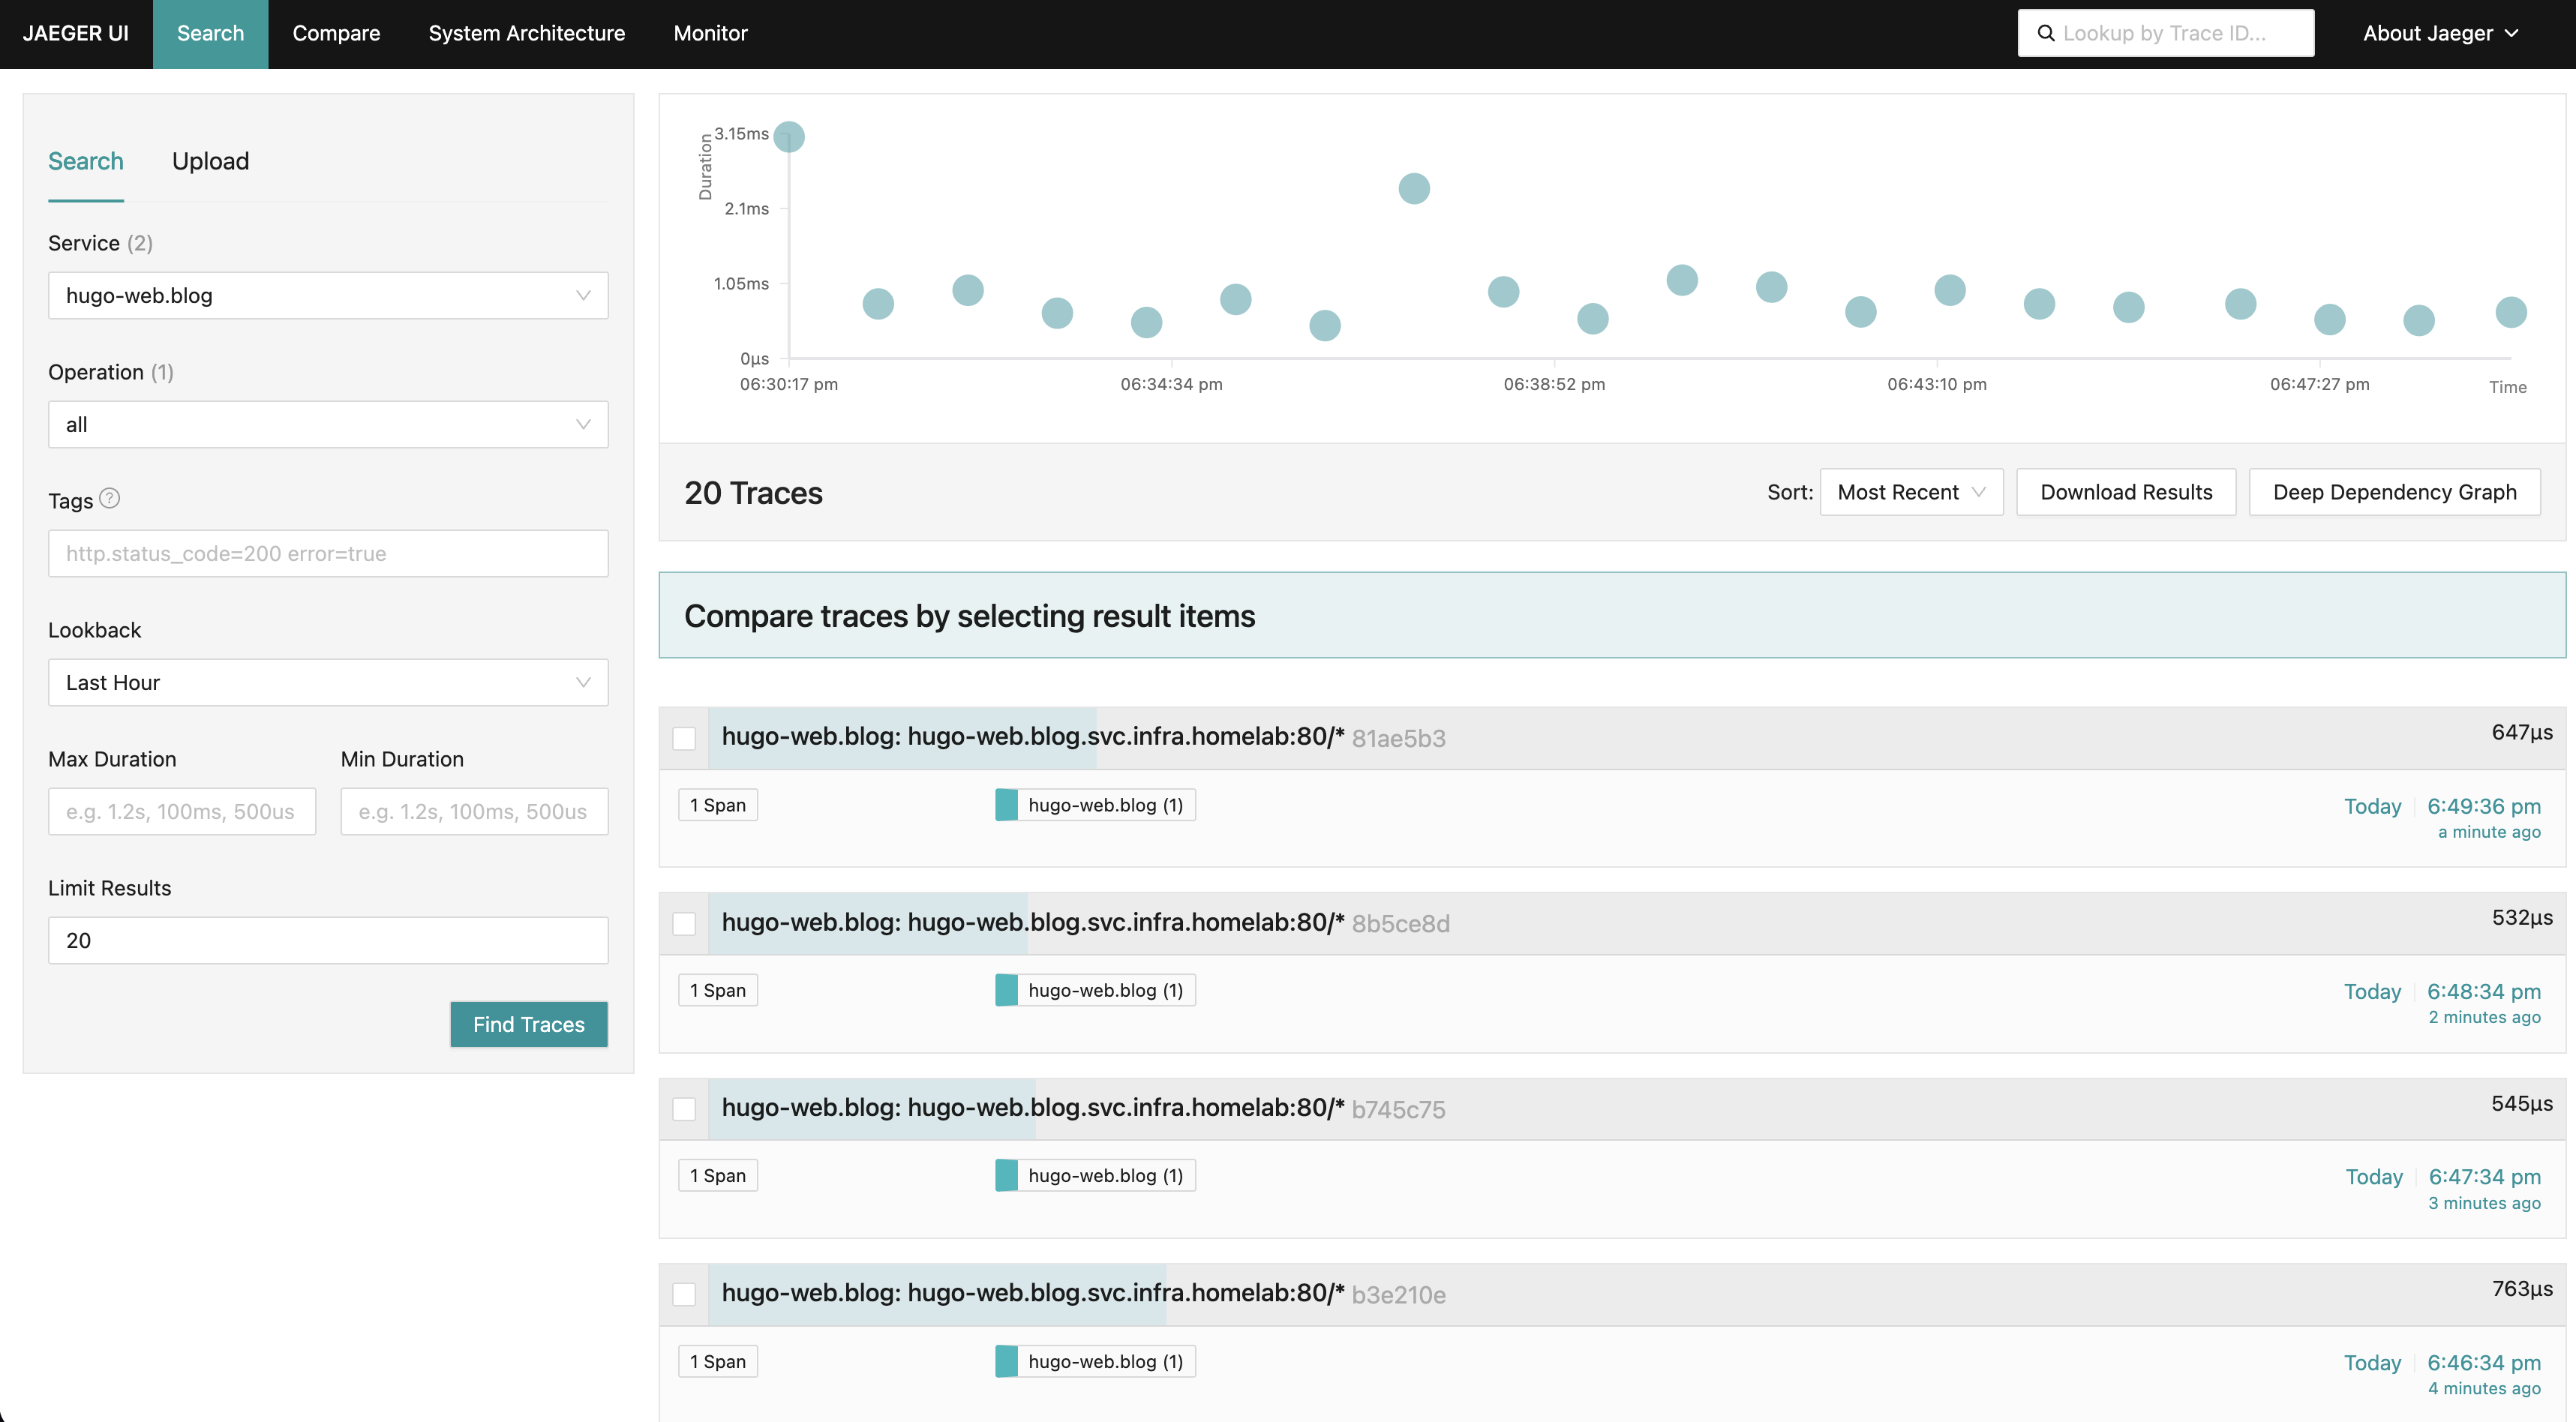 JAEGER UI
Search
Compare
System Architecture
Monitor
Lookup by Trace ID...
About Jaeger
Search
Upload
Service (2)
hugo-web.blog
Operation (1)
all
Tags ?
http.status_code=200 error=true
Lookback
Last Hour
Max Duration
Min Duration
e.g. 1.2s, 100ms, 500us
e.g. 1.2s, 100ms, 500us
Limit Results
20
Find Traces
Duration
3.15ms
2.1ms
1.05ms
0µs
06:30:17 pm
06:34:34 pm
06:38:52 pm
06:43:10 pm
06:47:27 pm
Time
20 Traces
Sort:
Most Recent
Download Results
Deep Dependency Graph
Compare traces by selecting result items
hugo-web.blog: hugo-web.blog.svc.infra.homelab:80/* 81ae5b3
647µs
1 Span
hugo-web.blog (1)
Today
6:49:36 pm
a minute ago
hugo-web.blog: hugo-web.blog.svc.infra.homelab:80/* 8b5ce8d
532µs
1 Span
hugo-web.blog (1)
Today
6:48:34 pm
2 minutes ago
hugo-web.blog: hugo-web.blog.svc.infra.homelab:80/* b745c75
545µs
1 Span
hugo-web.blog (1)
Today
6:47:34 pm
3 minutes ago
hugo-web.blog: hugo-web.blog.svc.infra.homelab:80/* b3e210e
763µs
1 Span
hugo-web.blog (1)
Today
6:46:34 pm
4 minutes ago